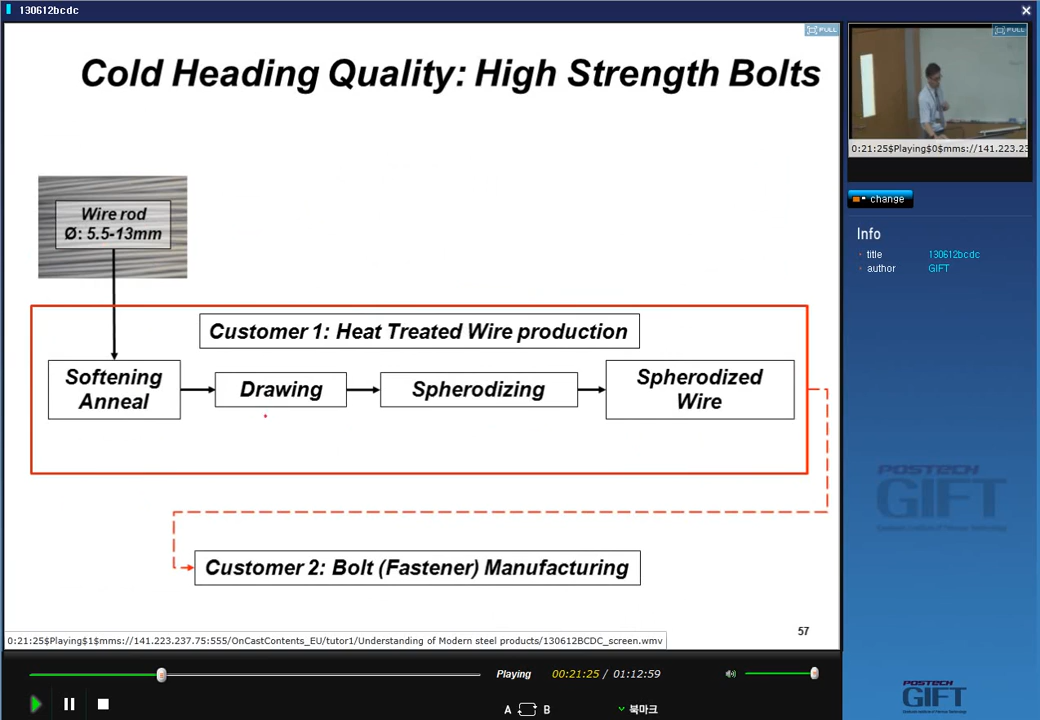 130612bcdc
FULL
Cold Heading Quality: High Strength Bolts
Wire rod
Ø: 5.5-13mm
Customer 1: Heat Treated Wire production
Softening
Anneal
Drawing
Spherodizing
Spherodized
Wire
Customer 2: Bolt (Fastener) Manufacturing
57
0:21:25$Playing$1$mms://141.223.237.75:555/OnCastContents_EU/tutor1/Understanding of Modern steel products/130612BCDC_screen.wmv
Playing
00:21:25 / 01:12:59
A B
북마크
FULL
0:21:25$Playing$0$mms://141.223.23
change
Info
title 130612bcdc
author GIFT
POSTECH
GIFT
POSTECH
GIFT